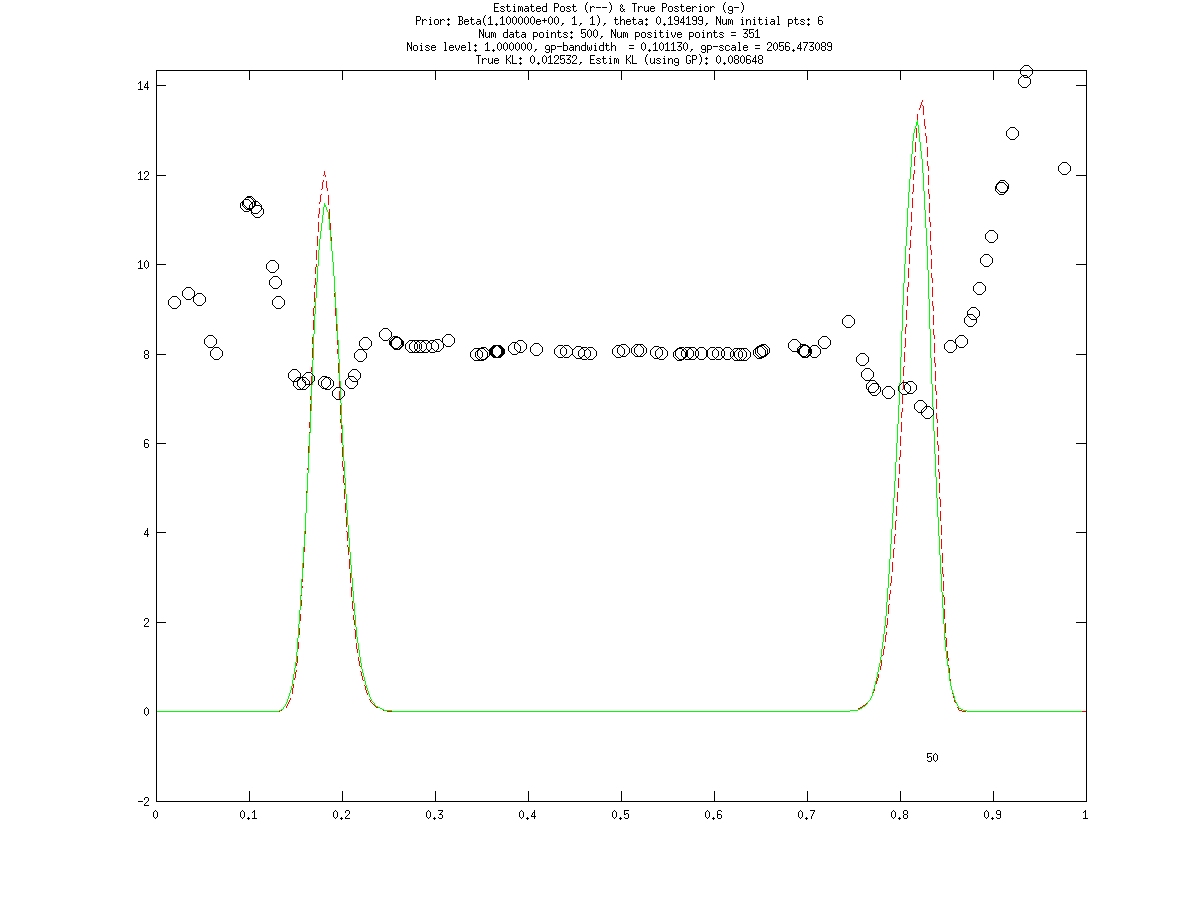 Estimated Post (r--) & True Posterior (g-)
Prior: Beta(1.100000e+00, 1, 1), theta: 0.194199, Num initial pts: 6
Num data points: 500, Num positive points = 351
Noise level: 1.000000, gp-bandwidth  = 0.101130, gp-scale = 2056.473089
True KL: 0.012532, Estim KL (using GP): 0.080648
14
12
10
8
6
4
2
0
50
-2
0 0.1 0.2 0.3 0.4 0.5 0.6 0.7 0.8 0.9 1